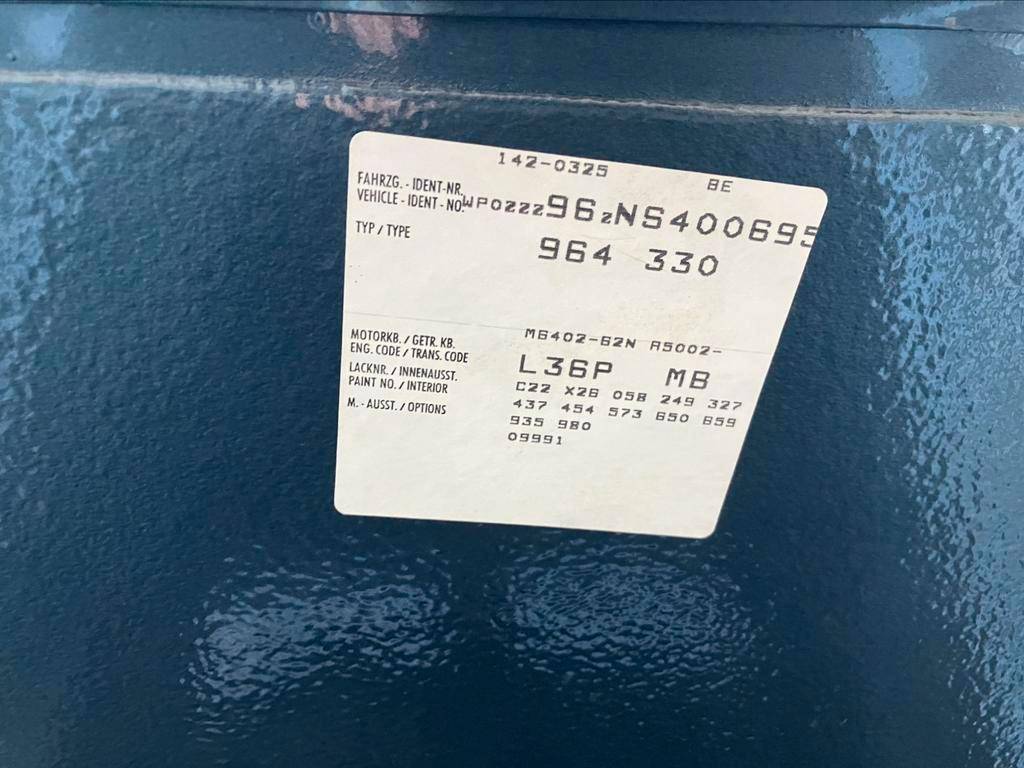 142-0325 BE
FAHRZG. - IDENT-NR.
VEHICLE - IDENT - NO. WP0ZZZ96ZNS400695
TYP / TYPE 964 330
MOTORKB. / GETR. KB. M6402-62N A5002-
ENG. CODE / TRANS. CODE L36P MB
LACKNR. / INNENAUSST. C22 X26 05B 249 327
PAINT NO. / INTERIOR 437 454 573 650 659
M. - AUSST. / OPTIONS 935 980
09991